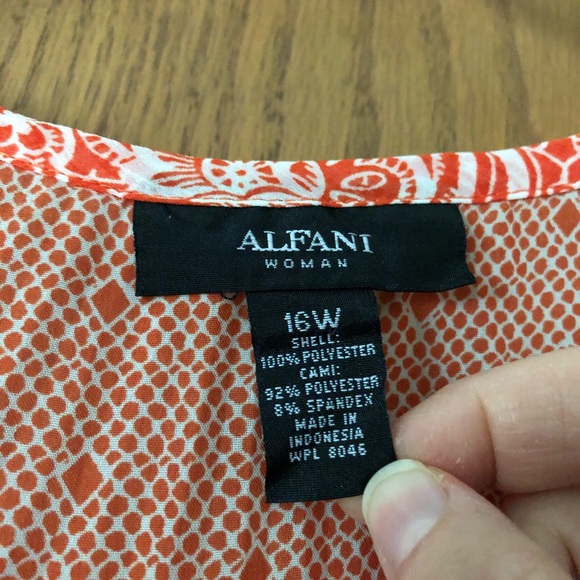 ALFANI
WOMAN
16W
SHELL:
100% POLYESTER
CAMI:
92% POLYESTER
8% SPANDEX
MADE IN
INDONESIA
WPL 8046